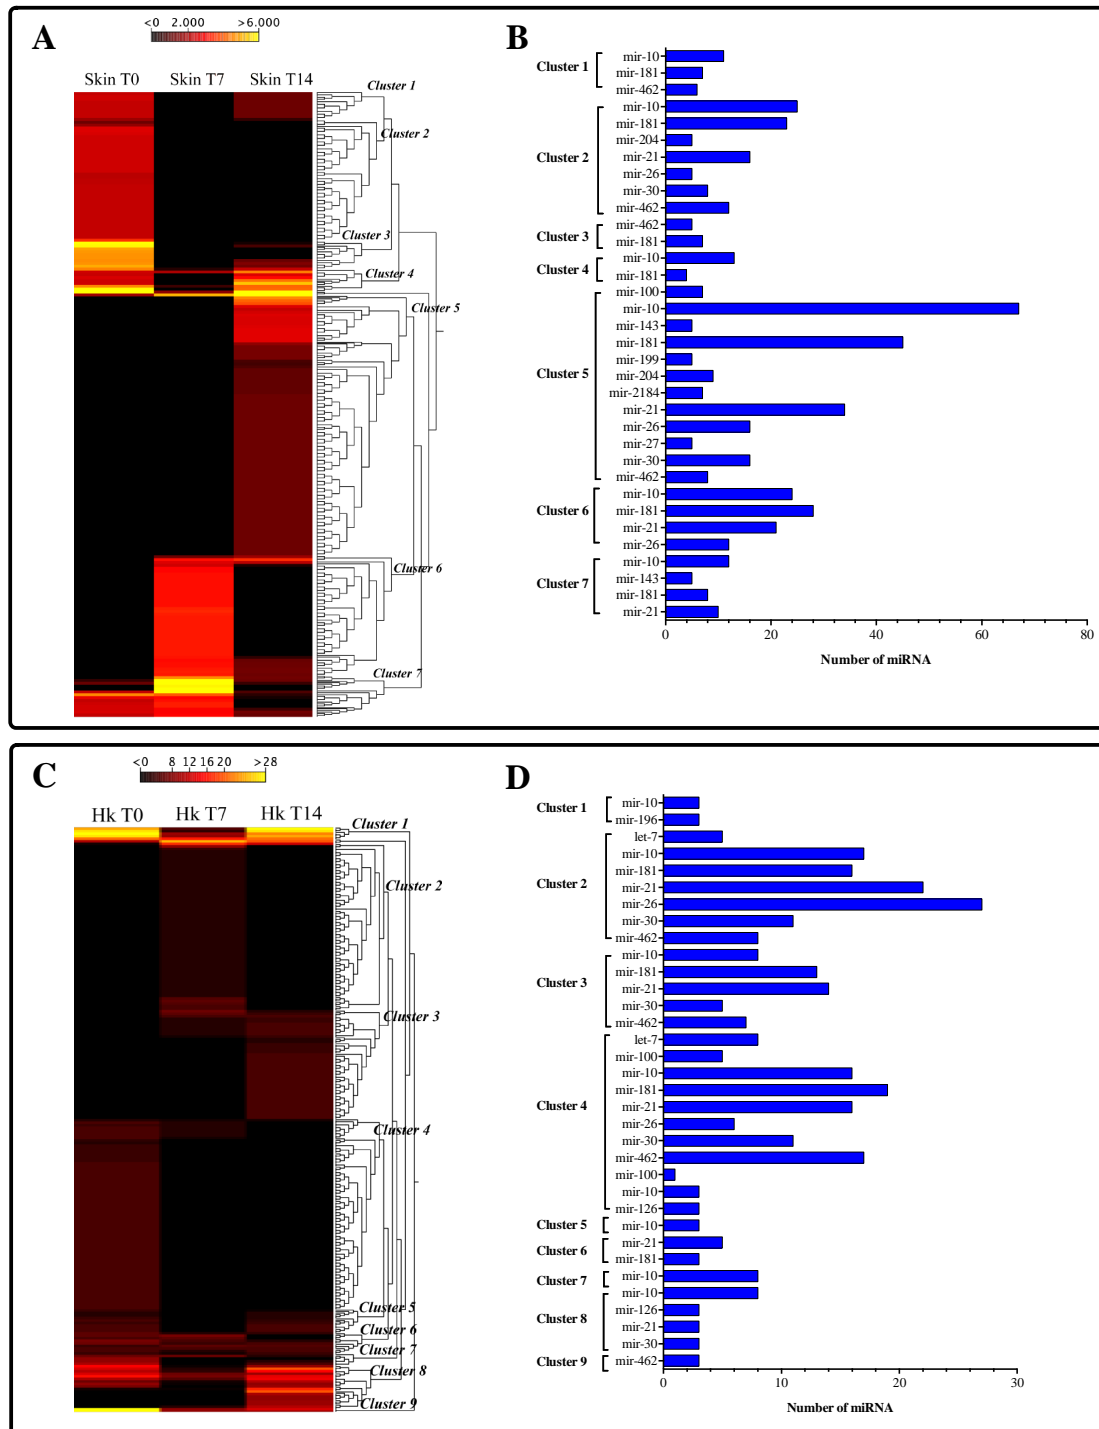 A
<0 2.000 >6.000
Skin T0 Skin T7 Skin T14
Cluster 1
Cluster 2
Cluster 3
Cluster 4
Cluster 5
Cluster 6
Cluster 7
B
Cluster 1
mir-10
mir-181
mir-462
Cluster 2
mir-10
mir-181
mir-204
mir-21
mir-26
mir-30
mir-462
Cluster 3
mir-462
mir-181
Cluster 4
mir-10
mir-181
Cluster 5
mir-100
mir-10
mir-143
mir-181
mir-199
mir-204
mir-2184
mir-21
mir-26
mir-27
mir-30
mir-462
Cluster 6
mir-10
mir-181
mir-21
mir-26
Cluster 7
mir-10
mir-143
mir-181
mir-21
0 20 40 60 80
Number of miRNA
C
<0 8 12 16 20 >28
Hk T0 Hk T7 Hk T14
Cluster 1
Cluster 2
Cluster 3
Cluster 4
Cluster 5
Cluster 6
Cluster 7
Cluster 8
Cluster 9
D
Cluster 1
mir-10
mir-196
Cluster 2
let-7
mir-10
mir-181
mir-21
mir-26
mir-30
mir-462
Cluster 3
mir-10
mir-181
mir-21
mir-30
mir-462
Cluster 4
let-7
mir-100
mir-10
mir-181
mir-21
mir-26
mir-30
mir-462
mir-100
mir-10
mir-126
Cluster 5
mir-10
Cluster 6
mir-21
mir-181
Cluster 7
mir-10
Cluster 8
mir-10
mir-126
mir-21
mir-30
Cluster 9
mir-462
0 10 20 30
Number of miRNA